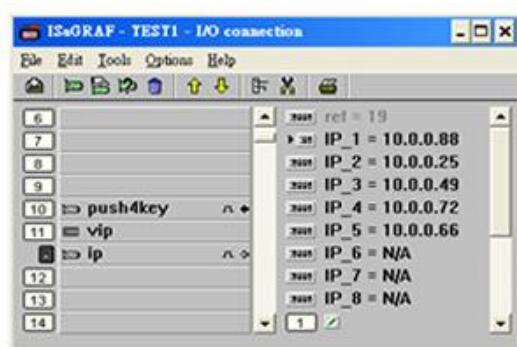 ISaGRAF - TEST1 - I/O connection
File Edit Tools Options Help
6
7
8
9
10 push4key
11 vip
ip
12
13
14
ref = 19
IP_1 = 10.0.0.88
IP_2 = 10.0.0.25
IP_3 = 10.0.0.49
IP_4 = 10.0.0.72
IP_5 = 10.0.0.66
IP_6 = N/A
IP_7 = N/A
IP_8 = N/A
1